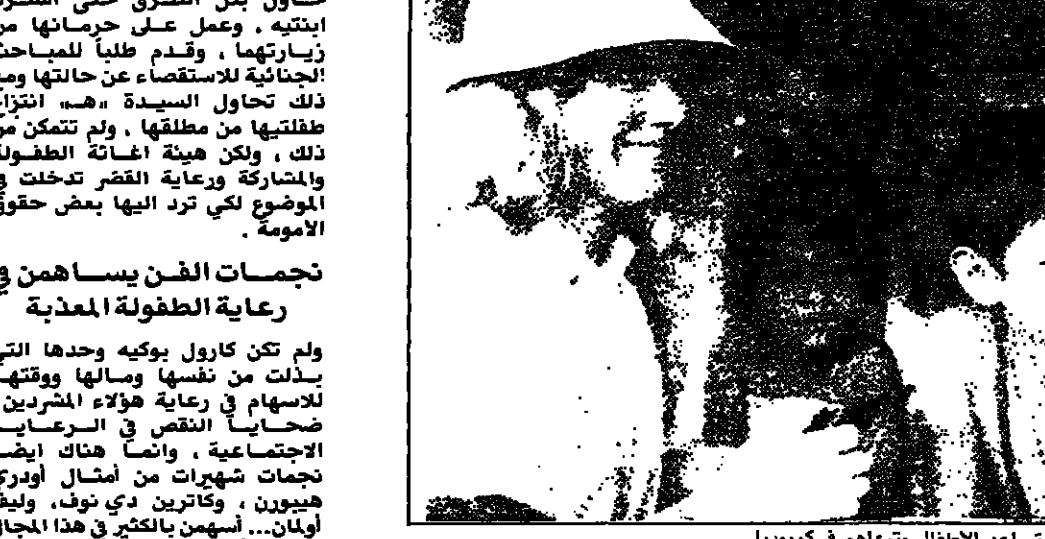 ابنتيه ، وعمل على حرمانها من
زيارتهما ، وقدم طلباً للمباحث
الجنائية للاستقصاء عن حالتها ومع
ذلك تحاول السيدة «هـ» انتزاع
طفلتيها من مطلقها ، ولم تتمكن من
ذلك ، ولكن هيئة اغاثة الطفولة
والمشاركة ورعاية القصر تدخلت في
الموضوع لكي ترد اليها بعض حقوق
الامومة .
نجمات الفن يساهمن في
رعاية الطفولة المعذبة
ولم تكن كارول بوكيه وحدها التي
بذلت من نفسها ومالها ووقتها
للاسهام في رعاية هؤلاء المشردين
ضحايا النقص في الرعاية
الاجتماعية ، وانما هناك ايضا
نجمات شهيرات من أمثال أودري
هيبورن ، وكاترين دي نوف، وليف
أولمان... أسهمن بالكثير في هذا المجال